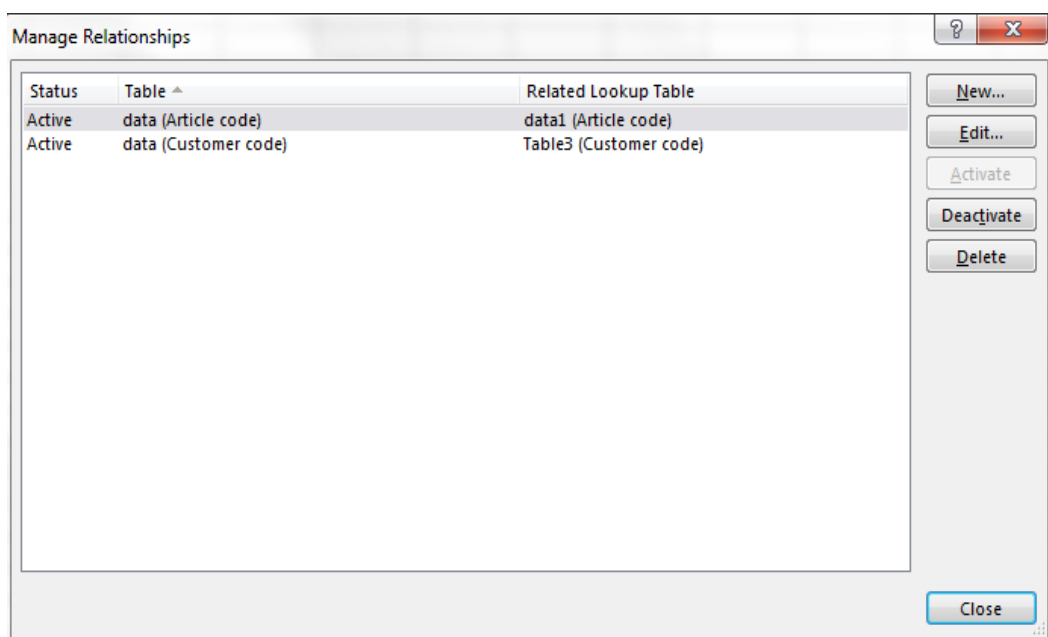 Manage Relationships
?
Status Table Related Lookup Table
Active data (Article code) data1 (Article code)
Active data (Customer code) Table3 (Customer code)
New...
Edit...
Activate
Deactivate
Delete
Close